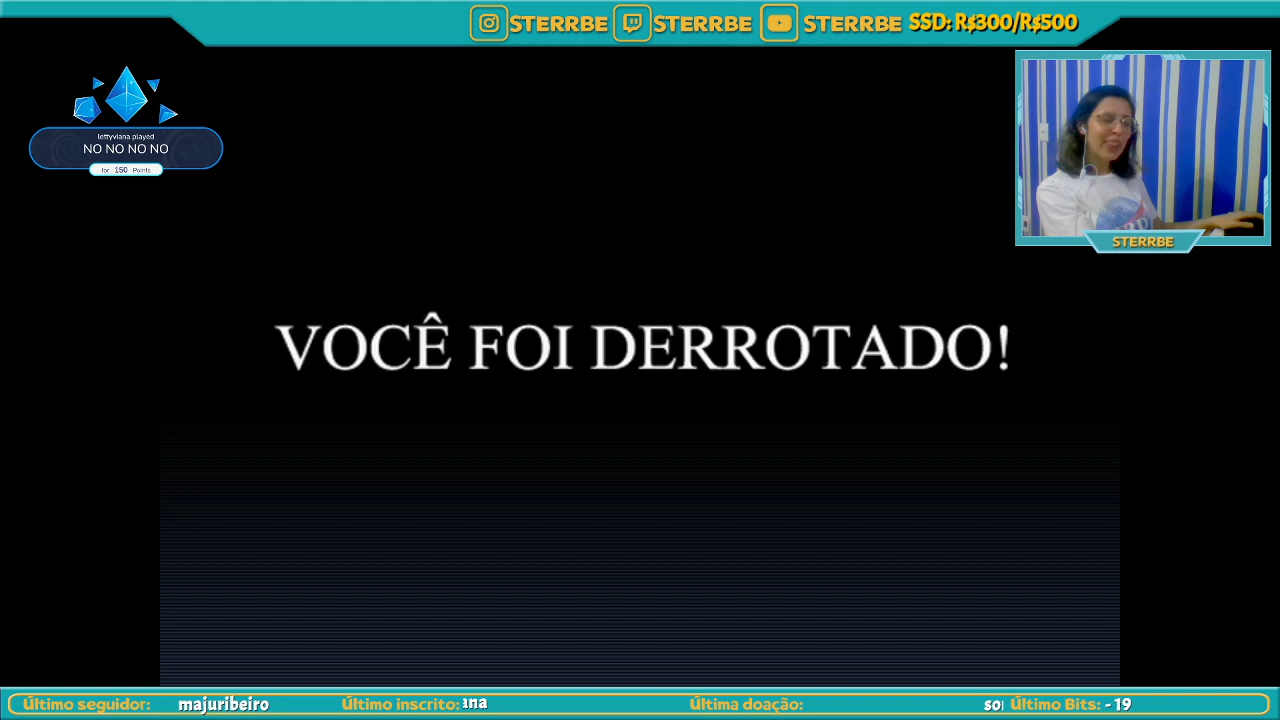 STERRBE STERRBE STERRBE SSD: R$300/R$500
lettyviana played
NO NO NO NO
for 150 Points
STERRBE
VOCÊ FOI DERROTADO!
Último seguidor: majuribeiro Último inscrito: Última doação: Último Bits: - 19